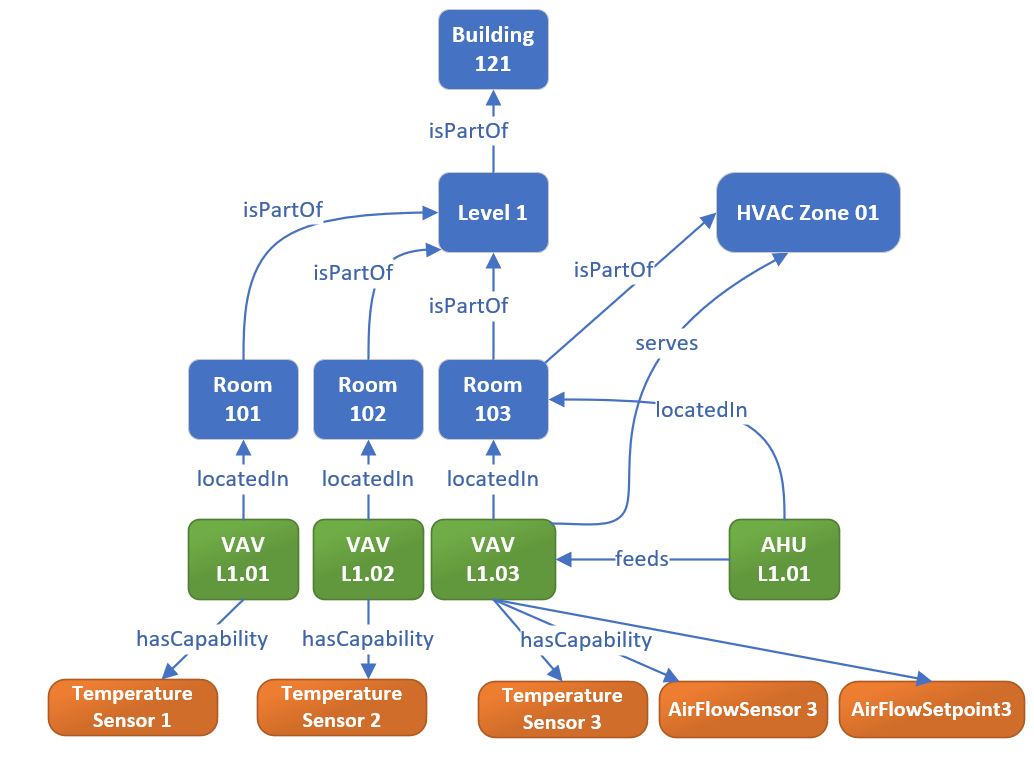 Building
121
isPartOf
isPartOf
Level 1
HVAC Zone 01
isPartOf
isPartOf
isPartOf
serves
Room
101
Room
102
Room
103
locatedIn
locatedIn
locatedIn
locatedIn
VAV
L1.01
VAV
L1.02
VAV
L1.03
feeds
AHU
L1.01
hasCapability
hasCapability
hasCapability
Temperature
Sensor 1
Temperature
Sensor 2
Temperature
Sensor 3
AirFlowSensor 3
AirFlowSetpoint3